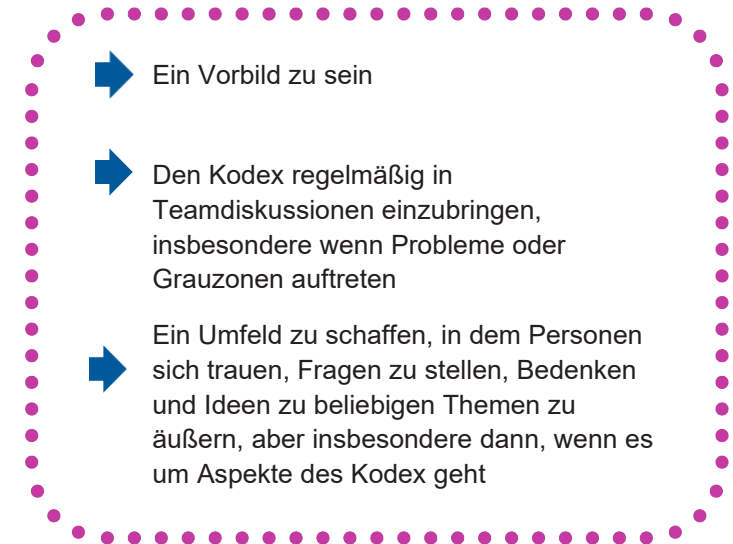 Ein Vorbild zu sein
Den Kodex regelmäßig in
Teamdiskussionen einzubringen,
insbesondere wenn Probleme oder
Grauzonen auftreten
Ein Umfeld zu schaffen, in dem Personen
sich trauen, Fragen zu stellen, Bedenken
und Ideen zu beliebigen Themen zu
äußern, aber insbesondere dann, wenn es
um Aspekte des Kodex geht